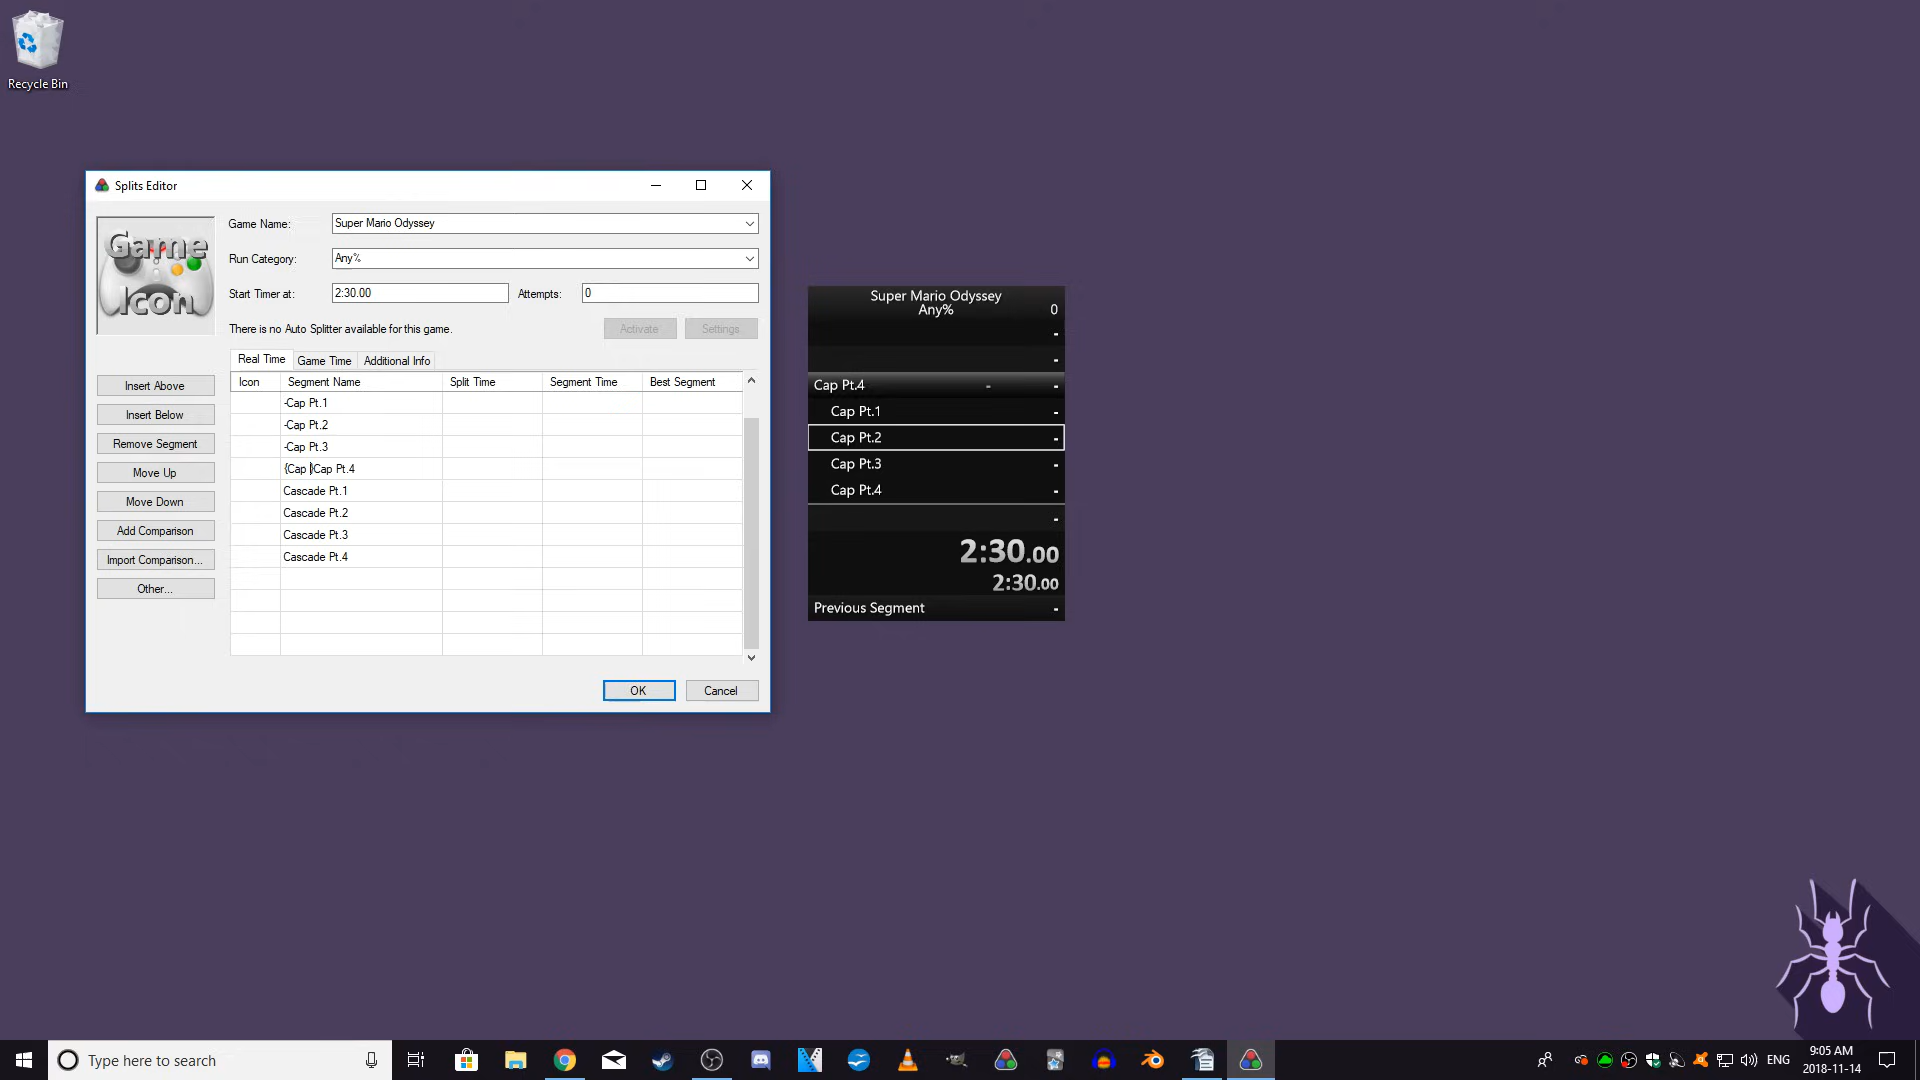 Recycle Bin
Splits Editor
Game Icon
Game Name:
Super Mario Odyssey
Run Category:
Any%
Start Timer at:
2:30.00
Attempts:
0
There is no Auto Splitter available for this game.
Activate
Settings
Real Time
Game Time
Additional Info
Icon
Segment Name
Split Time
Segment Time
Best Segment
-Cap Pt.1
-Cap Pt.2
-Cap Pt.3
{Cap }Cap Pt.4
Cascade Pt.1
Cascade Pt.2
Cascade Pt.3
Cascade Pt.4
Insert Above
Insert Below
Remove Segment
Move Up
Move Down
Add Comparison
Import Comparison...
Other...
OK
Cancel
Super Mario Odyssey
Any% 0
-
-
Cap Pt.4 - -
Cap Pt.1 -
Cap Pt.2 -
Cap Pt.3 -
Cap Pt.4 -
-
2:30.00
2:30.00
Previous Segment -
Type here to search
ENG
9:05 AM
2018-11-14